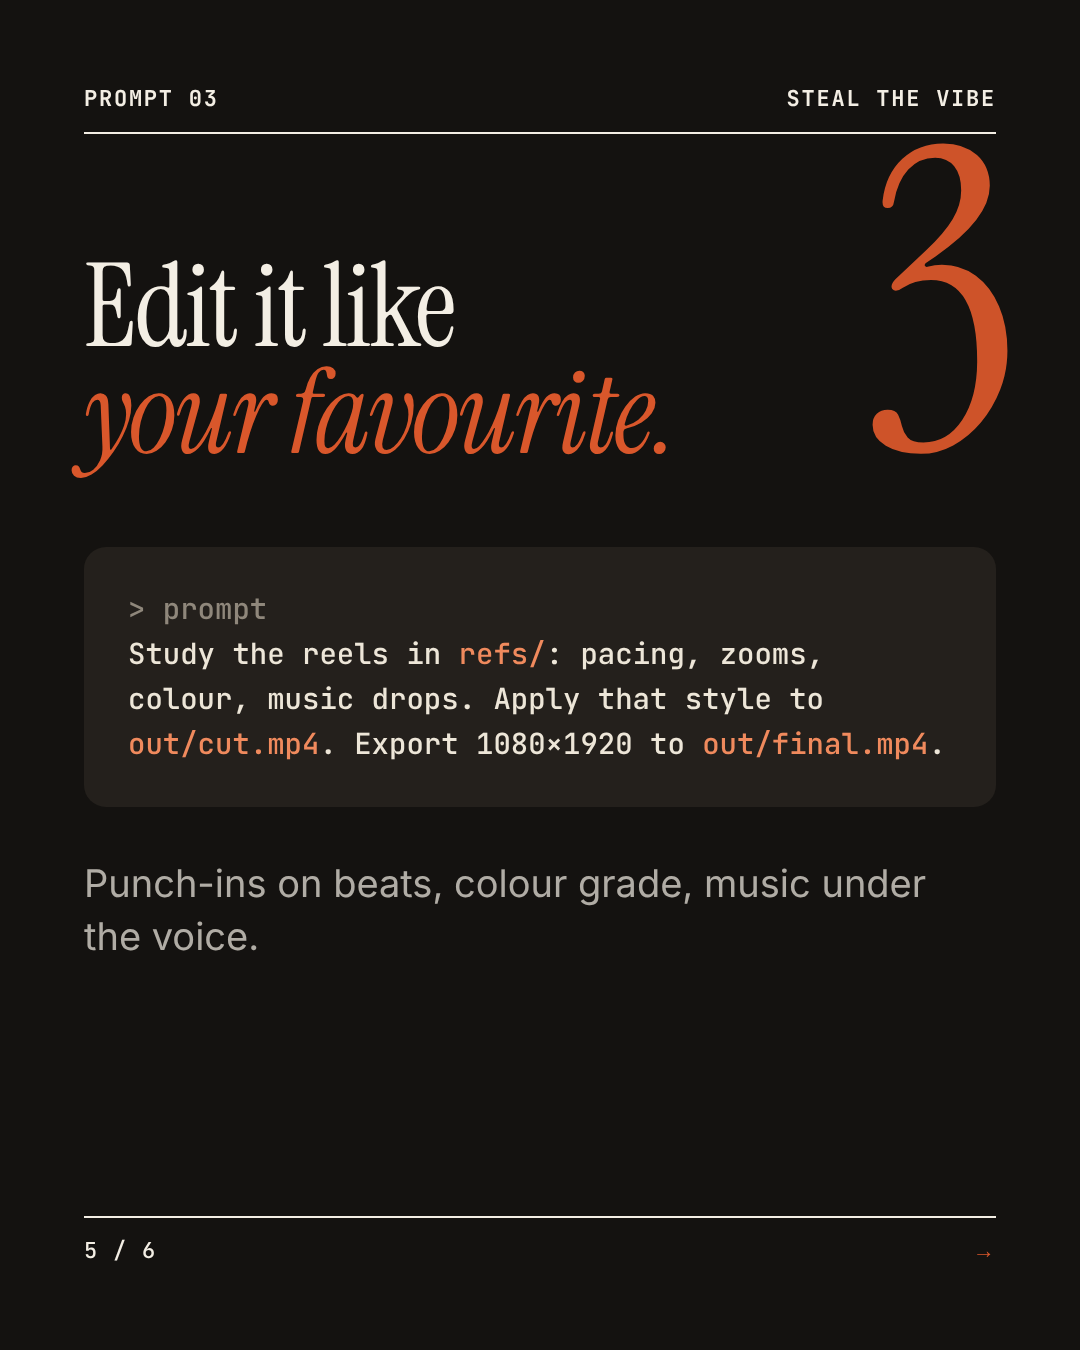 PROMPT 03
STEAL THE VIBE
3
Edit it like
your favourite.
> prompt
Study the reels in refs/: pacing, zooms,
colour, music drops. Apply that style to
out/cut.mp4. Export 1080×1920 to out/final.mp4.
Punch-ins on beats, colour grade, music under
the voice.
5 / 6
→